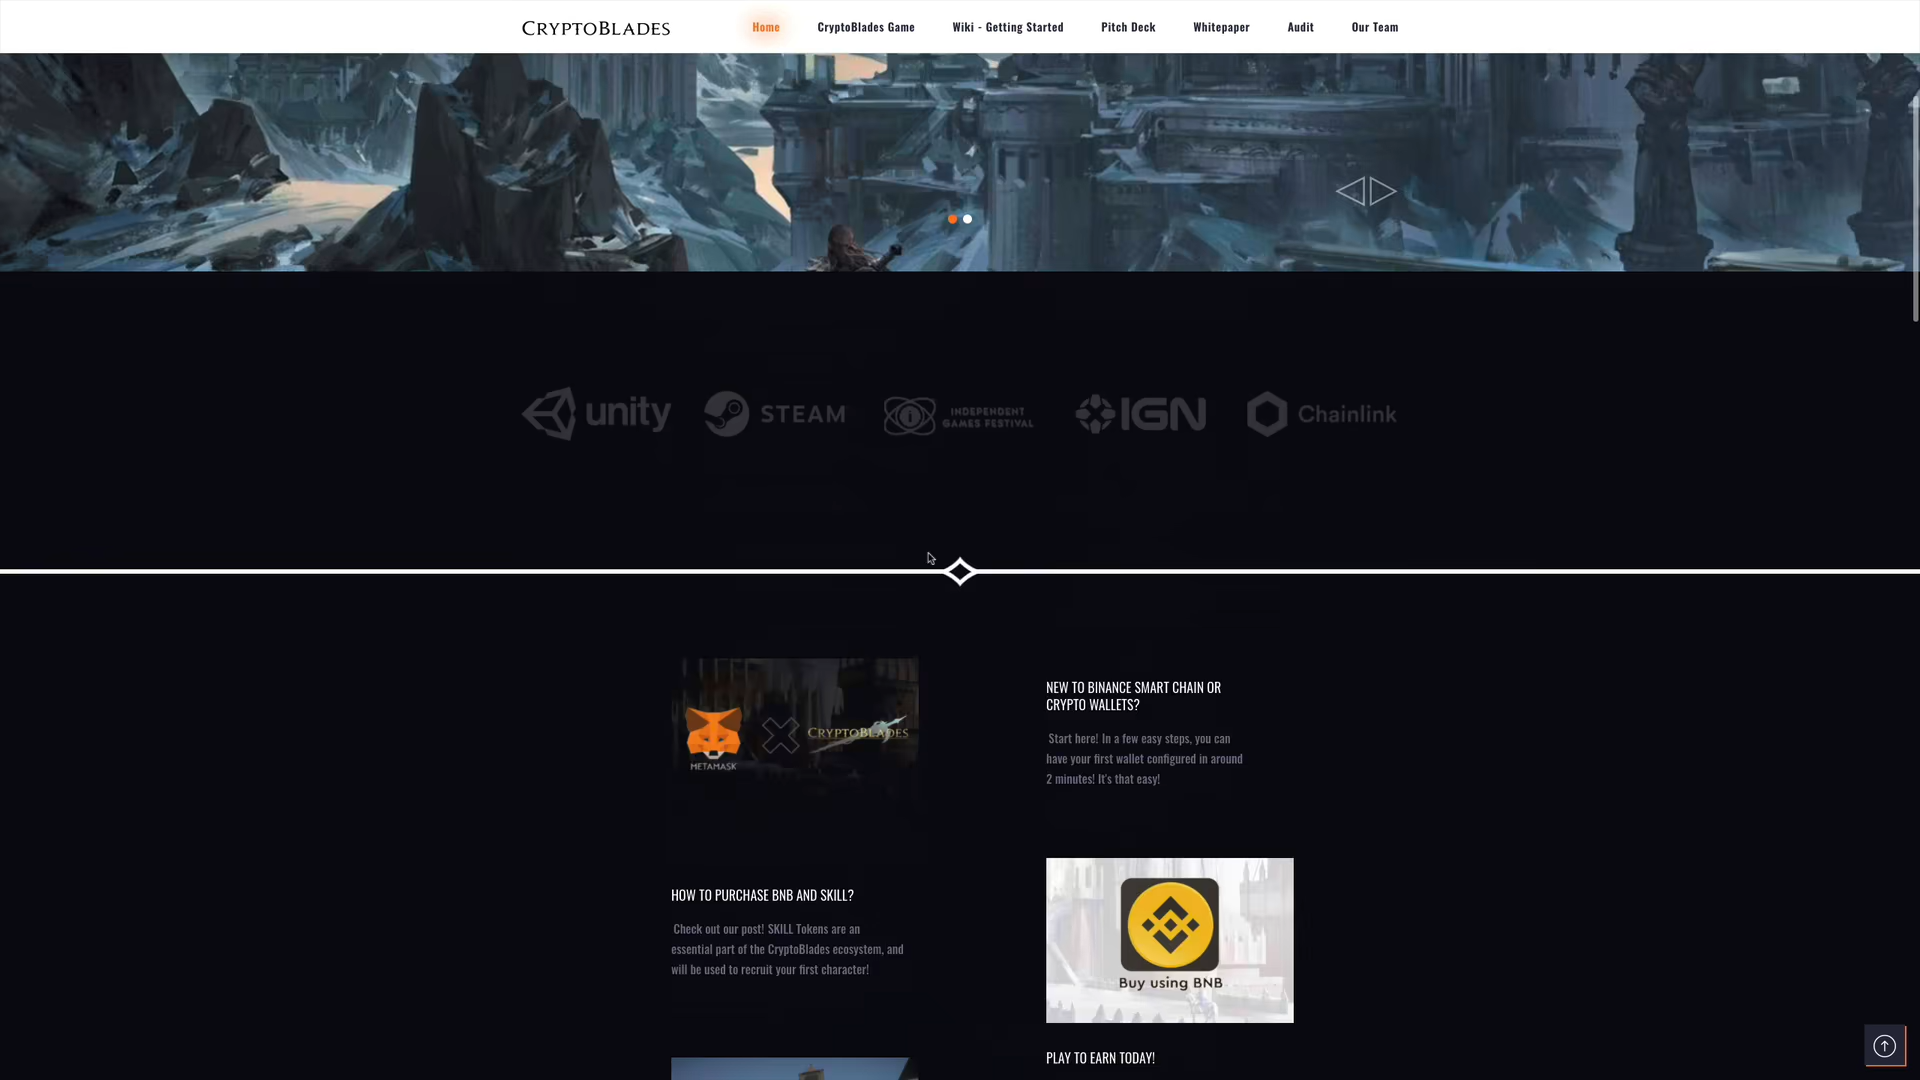 CRYPTOBLADES
Home
CryptoBlades Game
Wiki - Getting Started
Pitch Deck
Whitepaper
Audit
Our Team
unity
STEAM
INDEPENDENT
GAMES FESTIVAL
IGN
Chainlink
METAMASK
CRYPTOBLADES
NEW TO BINANCE SMART CHAIN OR
CRYPTO WALLETS?
Start here! In a few easy steps, you can
have your first wallet configured in around
2 minutes! It's that easy!
HOW TO PURCHASE BNB AND SKILL?
Check out our post! SKILL Tokens are an
essential part of the CryptoBlades ecosystem, and
will be used to recruit your first character!
Buy using BNB
PLAY TO EARN TODAY!